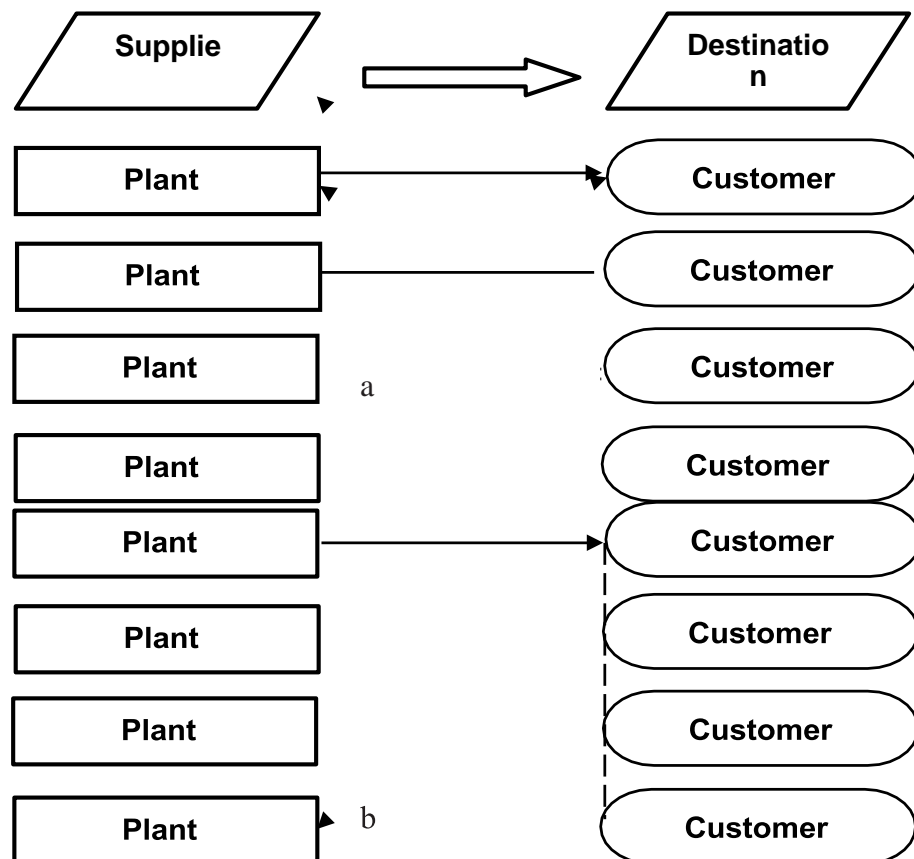 Supplie
Destinatio
n
Plant
Customer
Plant
Customer
Plant
a
Customer
Plant
Customer
Plant
Customer
Plant
Customer
Plant
Customer
Plant
b
Customer